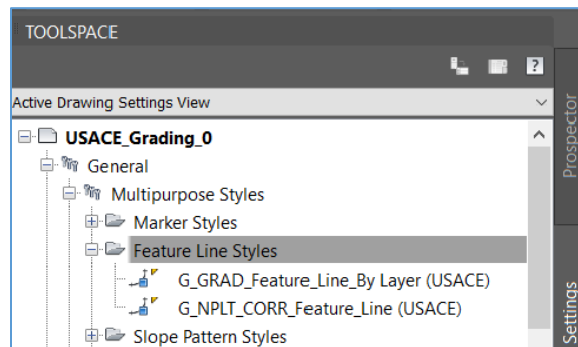 TOOLSPACE
?
Active Drawing Settings View
USACE_Grading_0
General
Multipurpose Styles
Marker Styles
Feature Line Styles
G_GRAD_Feature_Line_By Layer (USACE)
G_NPLT_CORR_Feature_Line (USACE)
Slope Pattern Styles
Prospector
Settings